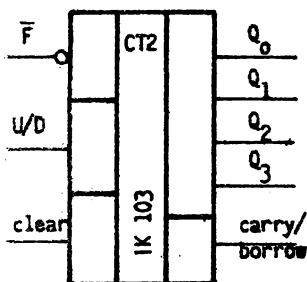 F̅
U/D
clear
CT2
IK 103
Q₀
Q₁
Q₂
Q₃
carry/
borrow